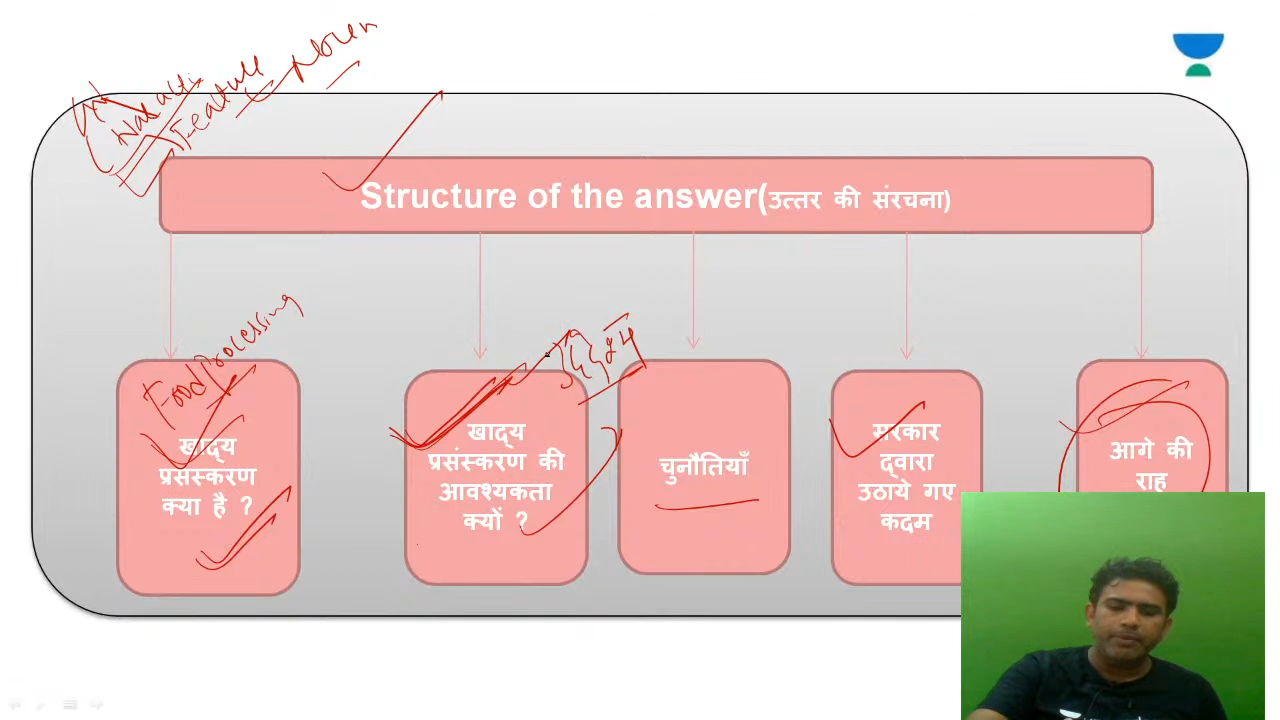 Feature
Structure of the answer(उत्तर की संरचना)
Food Processing
खाद्य
प्रसंस्करण
क्या है ?
खाद्य
प्रसंस्करण की
आवश्यकता
क्यों ?
चुनौतियाँ
सरकार
द्वारा
उठाये गए
कदम
आगे की
राह